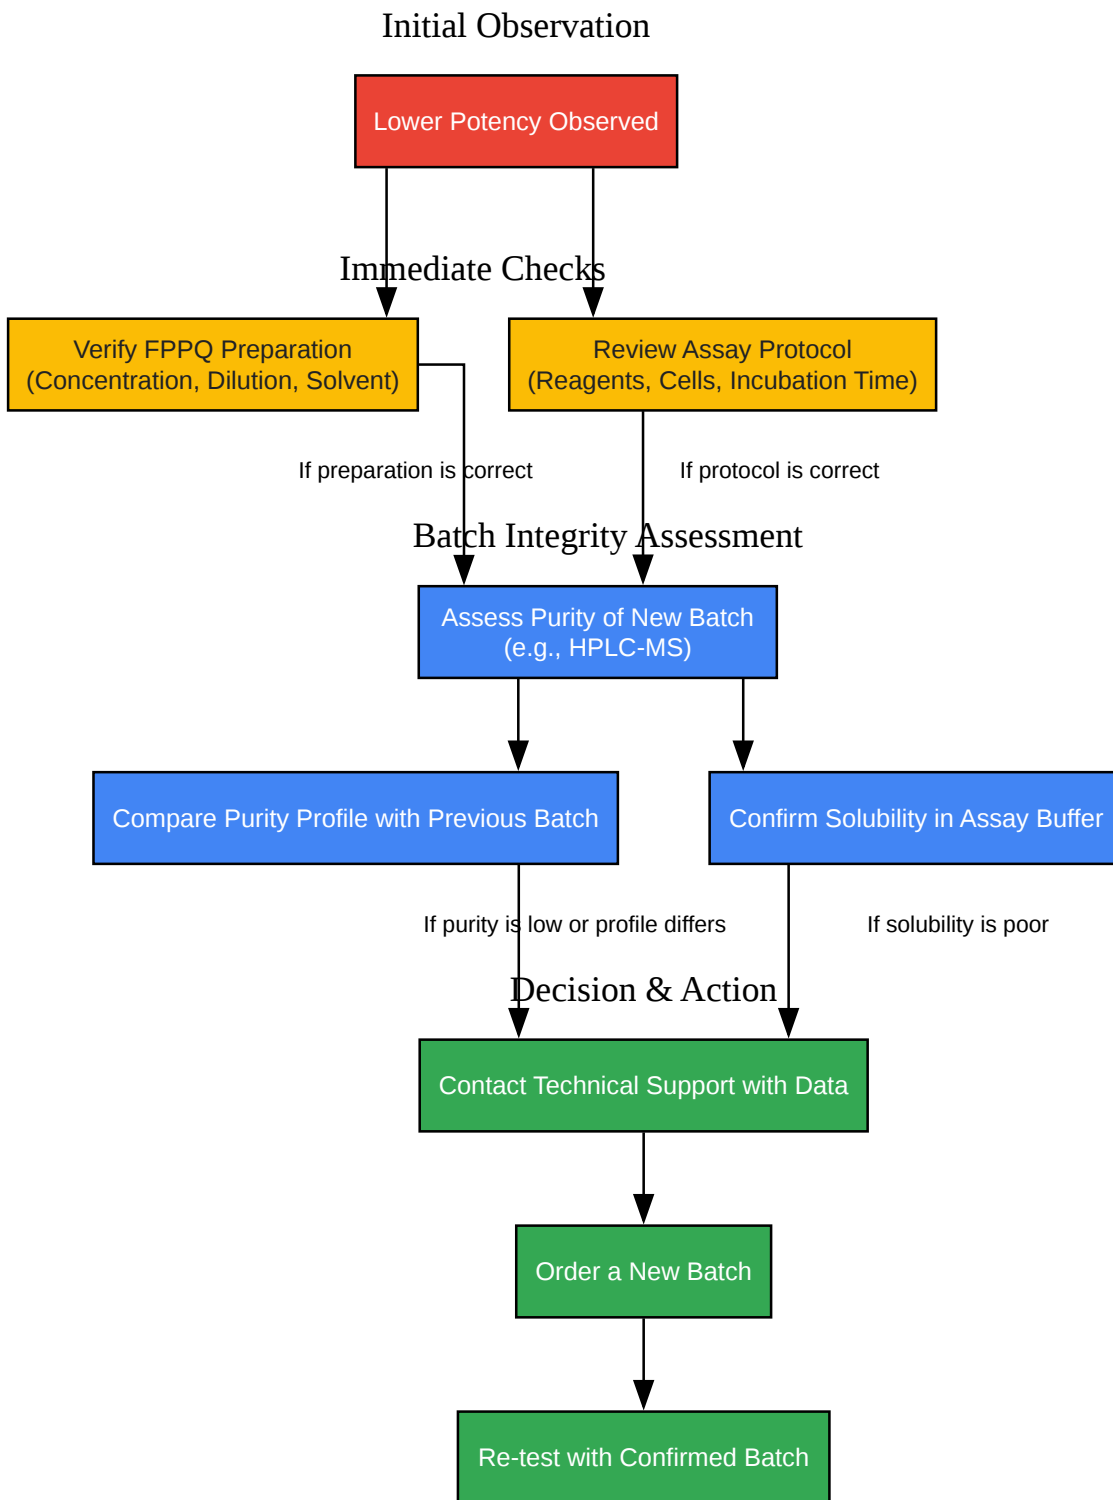 Initial Observation
Lower Potency Observed
Immediate Checks
Verify FPPQ Preparation
(Concentration, Dilution, Solvent)
Review Assay Protocol
(Reagents, Cells, Incubation Time)
If preparation is correct
If protocol is correct
Batch Integrity Assessment
Assess Purity of New Batch
(e.g., HPLC-MS)
Compare Purity Profile with Previous Batch
Confirm Solubility in Assay Buffer
If purity is low or profile differs
If solubility is poor
Decision & Action
Contact Technical Support with Data
Order a New Batch
Re-test with Confirmed Batch